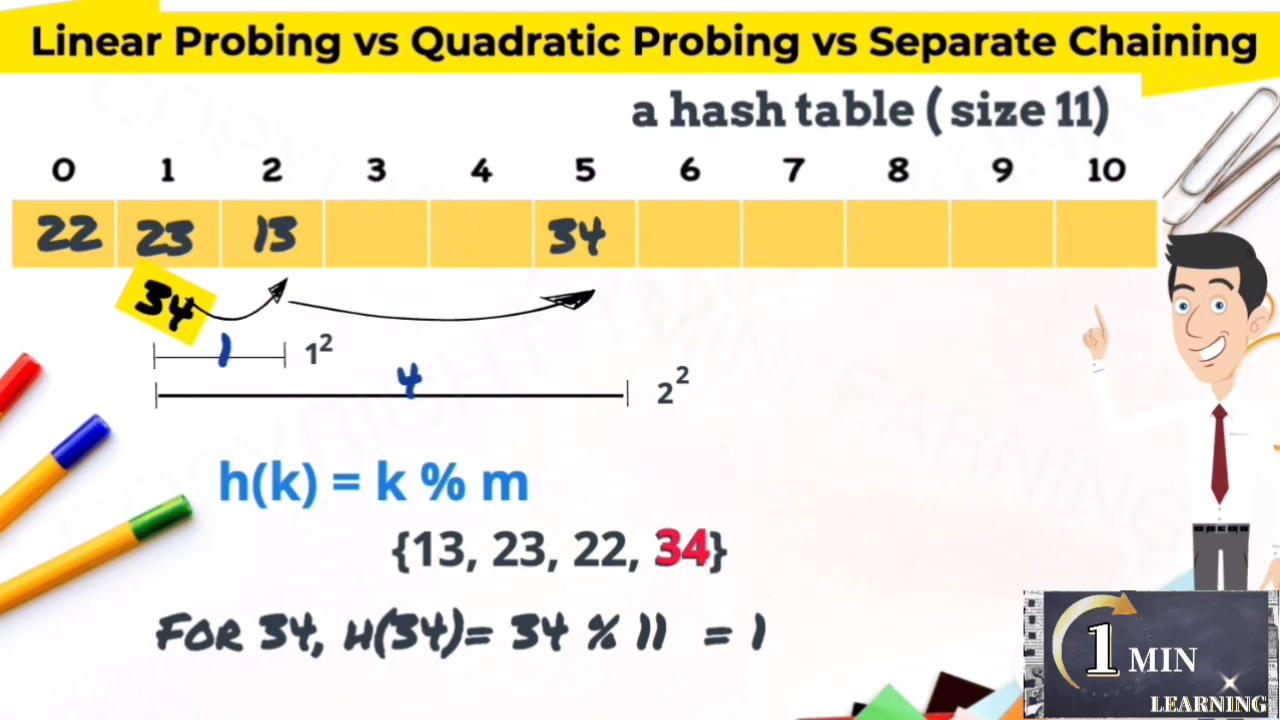 Linear Probing vs Quadratic Probing vs Separate Chaining
a hash table ( size 11)
0 1 2 3 4 5 6 7 8 9 10
22 23 13 34
34
1 1²
4 2²
h(k) = k % m
{13, 23, 22, 34}
FOR 34, H(34)= 34 % 11 = 1
1 MIN
LEARNING